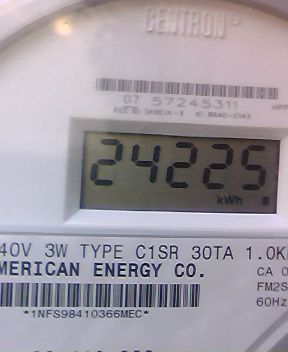 CENTRON®
07 57245311
24225
kWh
40V 3W TYPE C1SR 30TA 1.0K
MERICAN ENERGY CO.
CA 0
FM2S
60Hz
*1NFS98410366MEC*